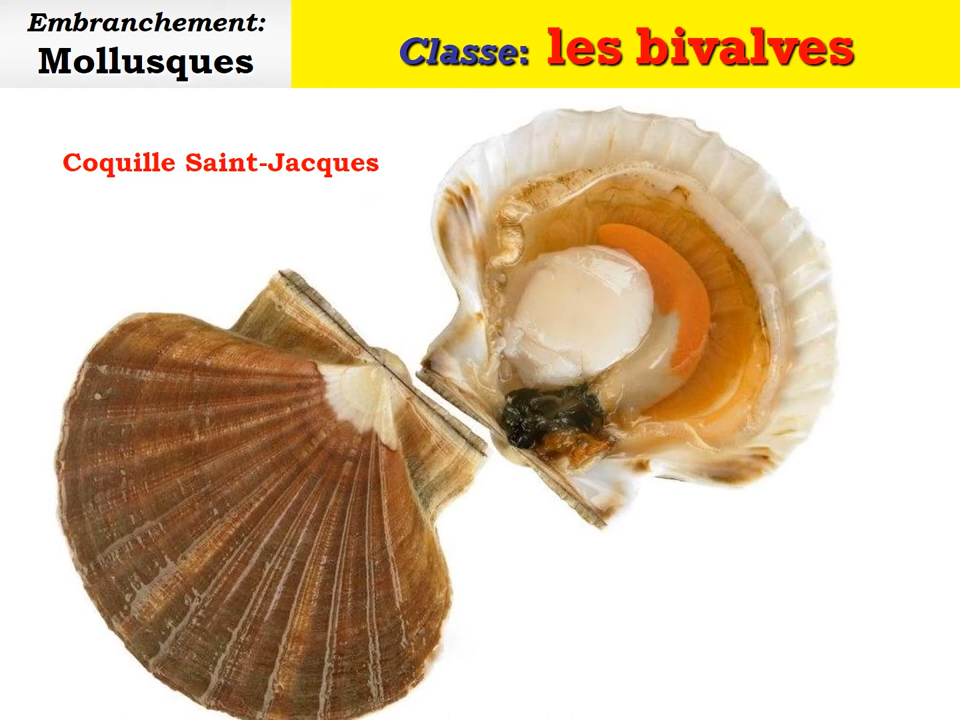 Embranchement:
Mollusques
Classe: les bivalves
Coquille Saint-Jacques